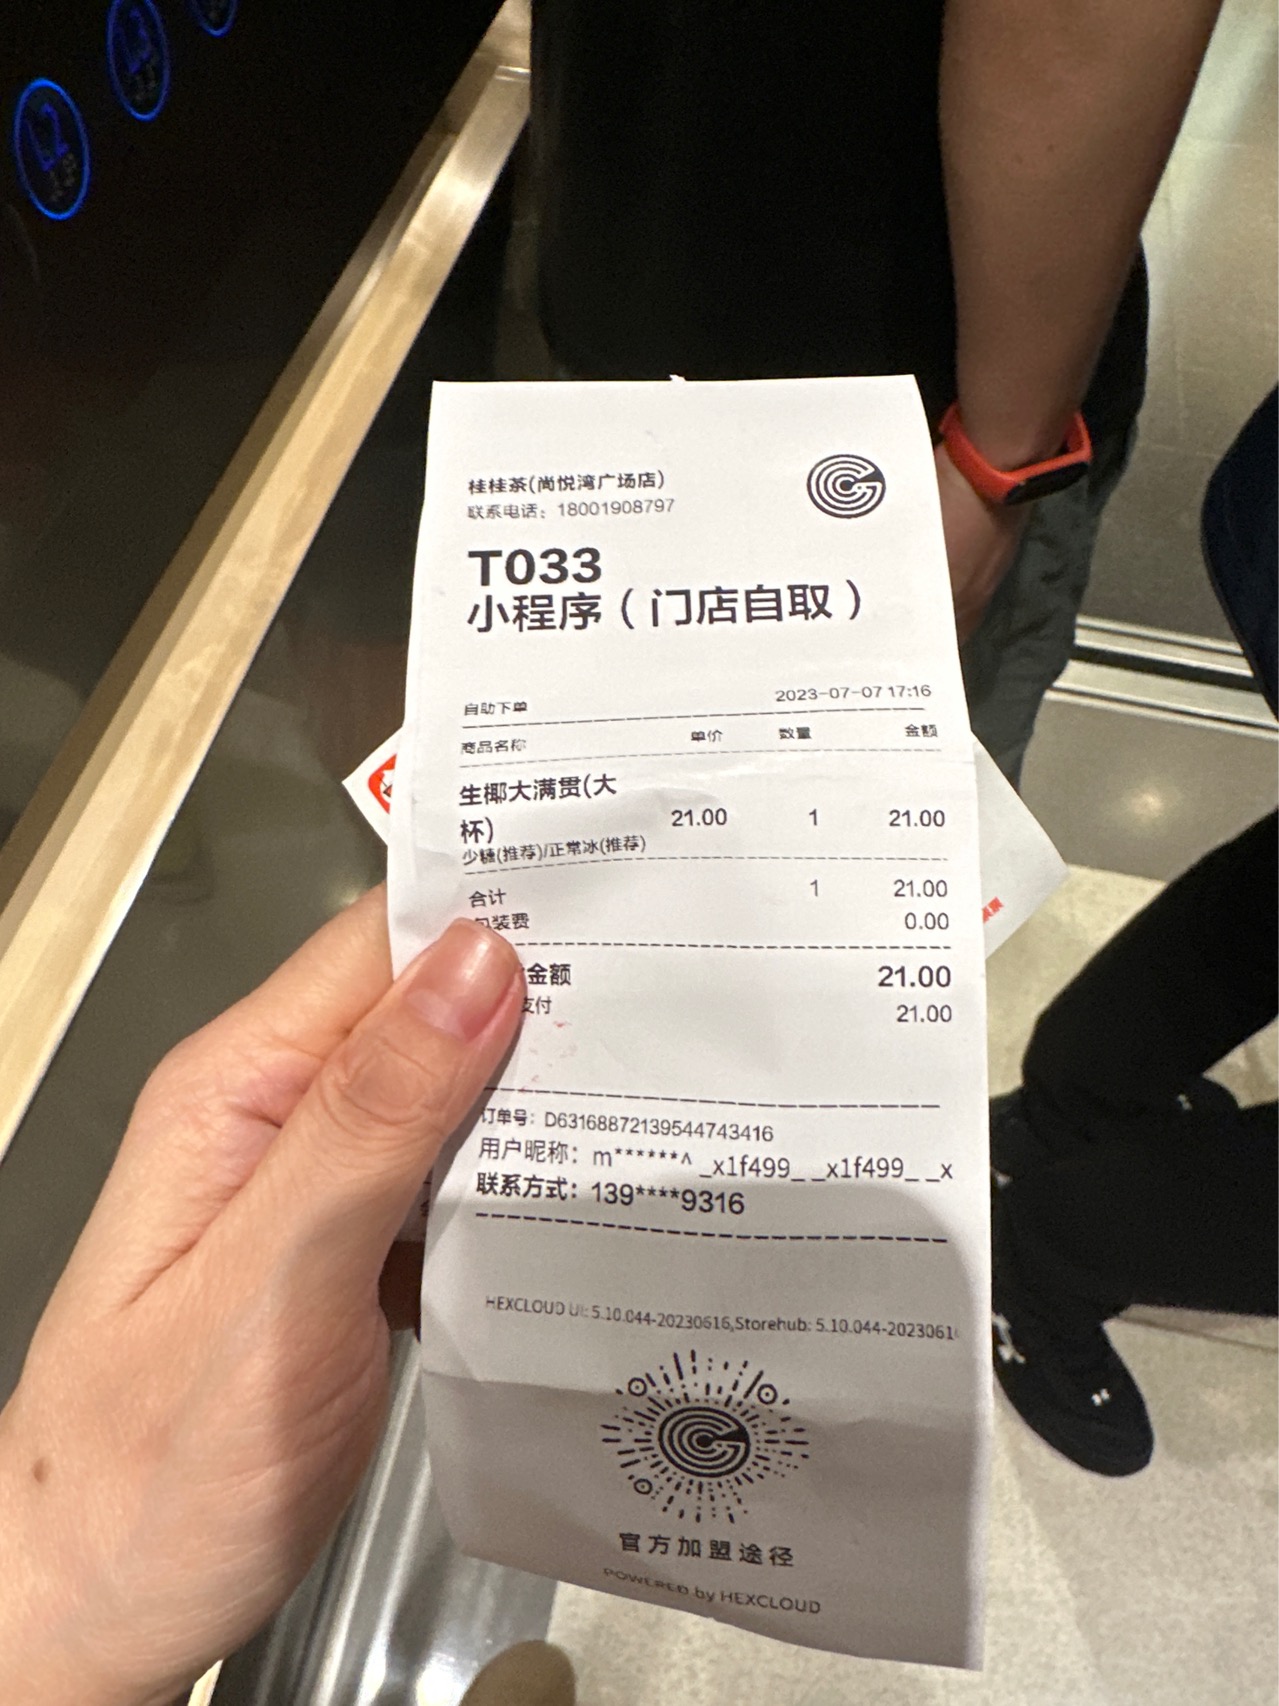 L3
L2
桂桂茶(尚悦湾广场店)
联系电话：18001908797
T033
小程序（门店自取）
自助下单 2023-07-07 17:16
商品名称 单价 数量 金额
生椰大满贯(大
杯) 21.00 1 21.00
少糖(推荐)/正常冰(推荐)
合计 1 21.00
包装费 0.00
金额 21.00
支付 21.00
订单号：D63168872139544743416
用户昵称：m******^ _x1f499_ _x1f499_ _x
联系方式：139****9316
HEXCLOUD UI: 5.10.044-20230616,Storehub: 5.10.044-2023061
官方加盟途径
POWERED by HEXCLOUD